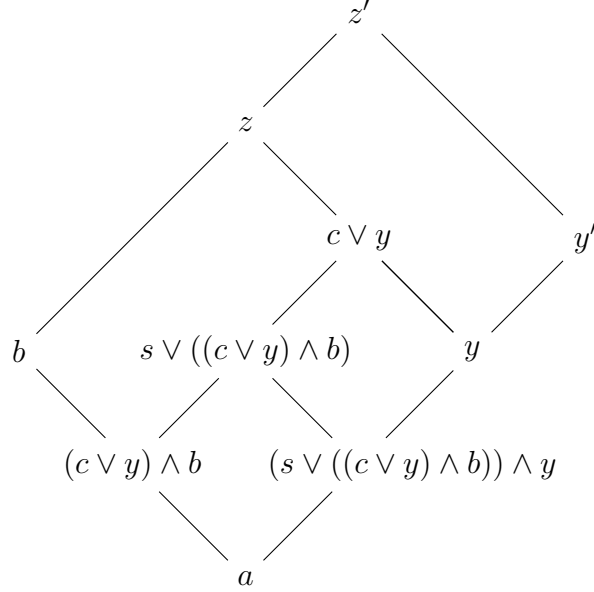 z′
z
c ∨ y
y′
b
s ∨ ((c ∨ y) ∧ b)
y
(c ∨ y) ∧ b
(s ∨ ((c ∨ y) ∧ b)) ∧ y
a